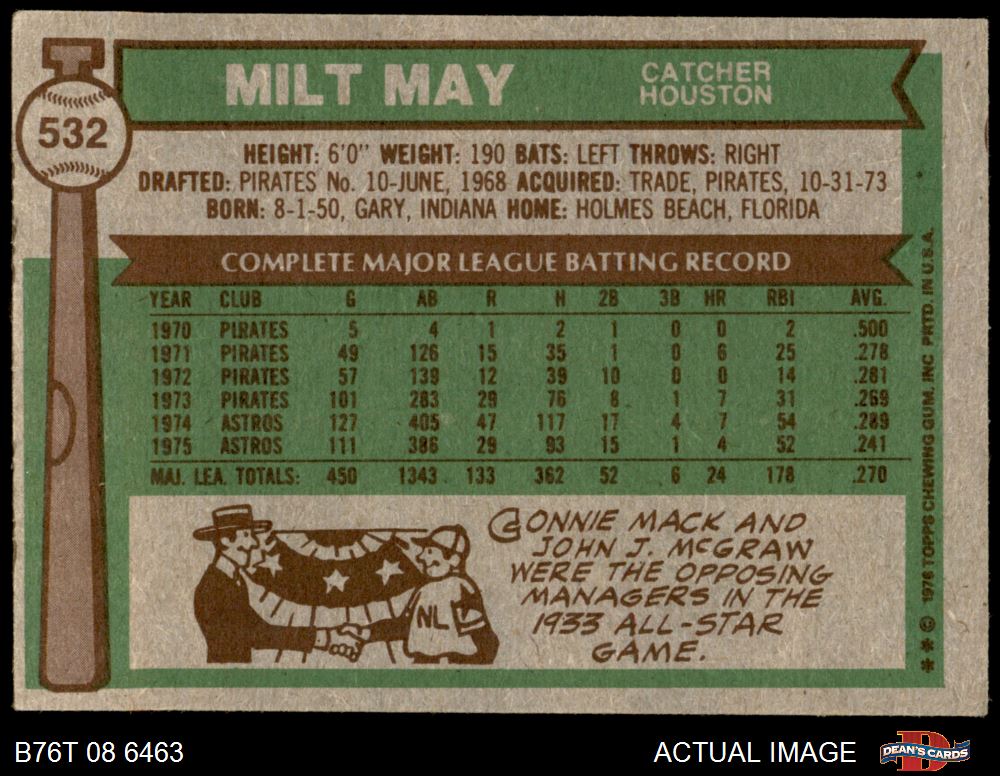 532
MILT MAY
CATCHER
HOUSTON
HEIGHT: 6'0" WEIGHT: 190 BATS: LEFT THROWS: RIGHT
DRAFTED: PIRATES No. 10-JUNE, 1968 ACQUIRED: TRADE, PIRATES, 10-31-73
BORN: 8-1-50, GARY, INDIANA HOME: HOLMES BEACH, FLORIDA
COMPLETE MAJOR LEAGUE BATTING RECORD
YEAR CLUB G AB R H 2B 3B HR RBI AVG.
1970 PIRATES 5 4 1 2 1 0 0 2 .500
1971 PIRATES 49 126 15 35 1 0 6 25 .278
1972 PIRATES 57 139 12 39 10 0 0 14 .281
1973 PIRATES 101 283 29 76 8 1 7 31 .269
1974 ASTROS 127 405 47 117 17 4 7 54 .289
1975 ASTROS 111 386 29 93 15 1 4 52 .241
MAJ. LEA. TOTALS: 450 1343 133 362 52 6 24 178 .270
NL
CONNIE MACK AND
JOHN J. McGRAW
WERE THE OPPOSING
MANAGERS IN THE
1933 ALL-STAR
GAME.
** © 1976 TOPPS CHEWING GUM, INC PRTD. IN U.S.A.
B76T 08 6463
ACTUAL IMAGE
D
DEAN'S CARDS